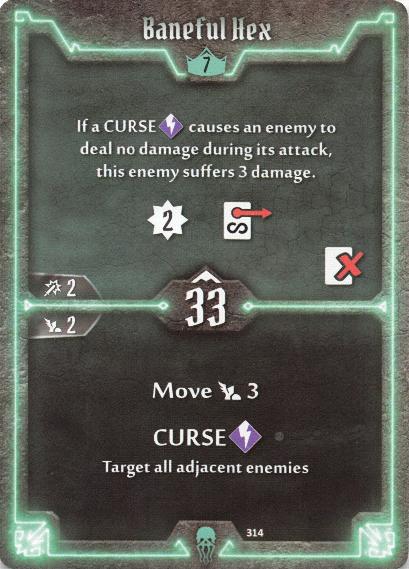 Baneful Hex
7
If a CURSE causes an enemy to
deal no damage during its attack,
this enemy suffers 3 damage.
2
S
2
33
2
Move 3
CURSE
Target all adjacent enemies
314